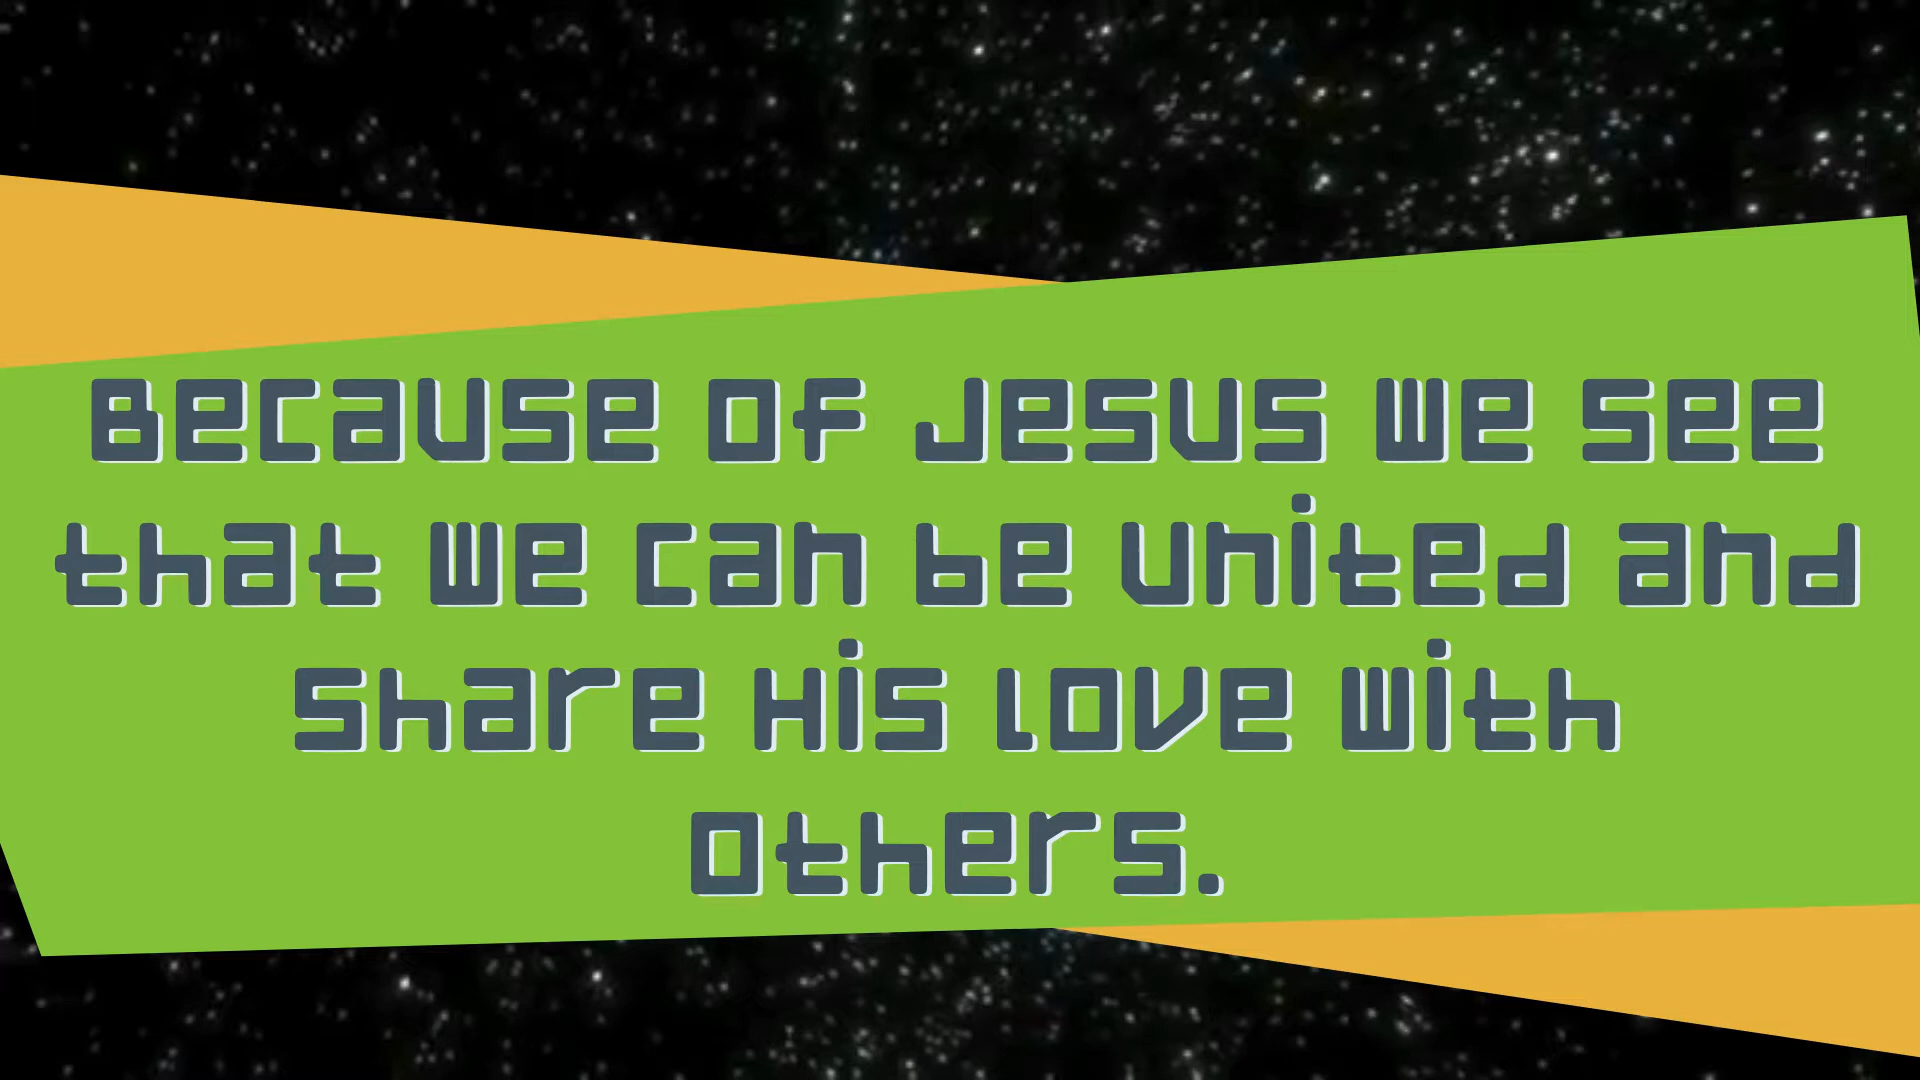 Because of Jesus we see
that we can be united and
share His love with
others.